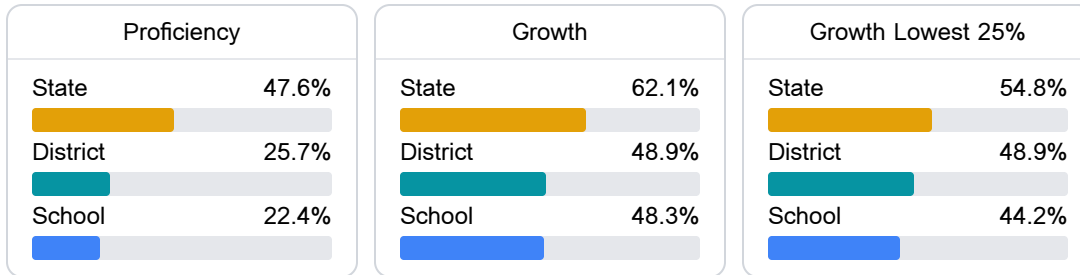 Proficiency
State 47.6%
District 25.7%
School 22.4%
Growth
State 62.1%
District 48.9%
School 48.3%
Growth Lowest 25%
State 54.8%
District 48.9%
School 44.2%